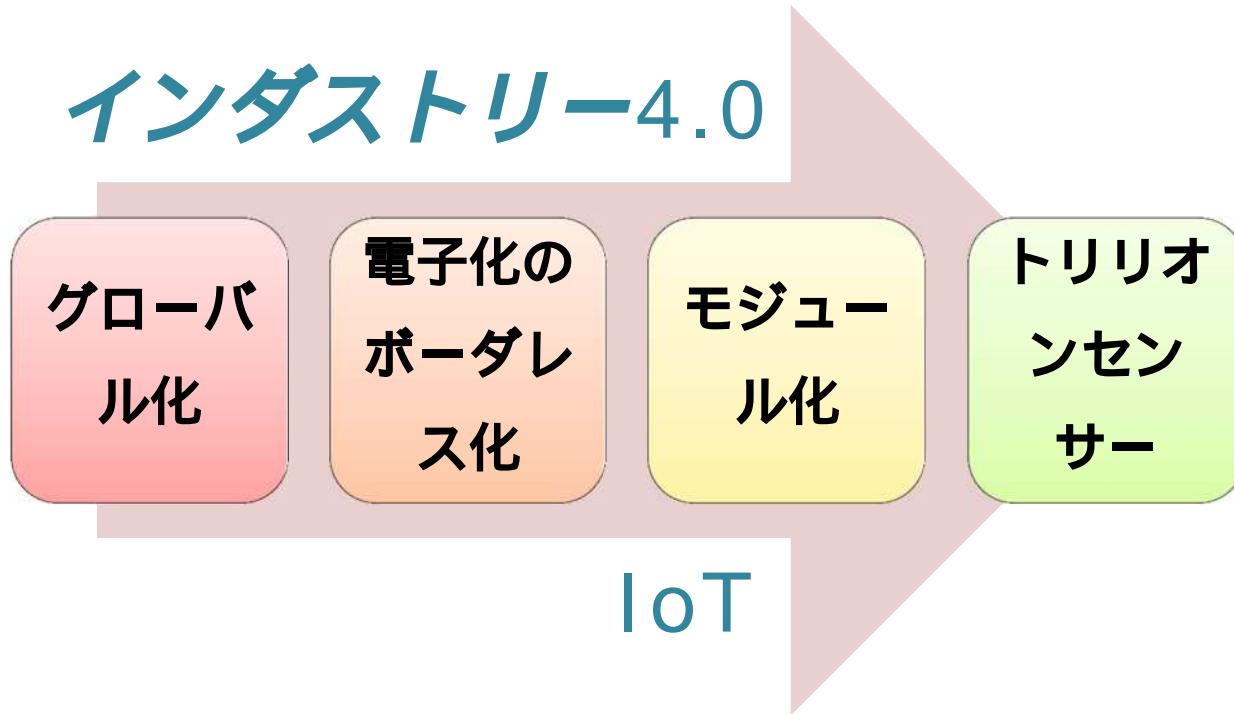 インダストリー4.0
グローバ
ル化
電子化の
ボーダレ
ス化
モジュー
ル化
トリリオ
ンセン
サー
IoT